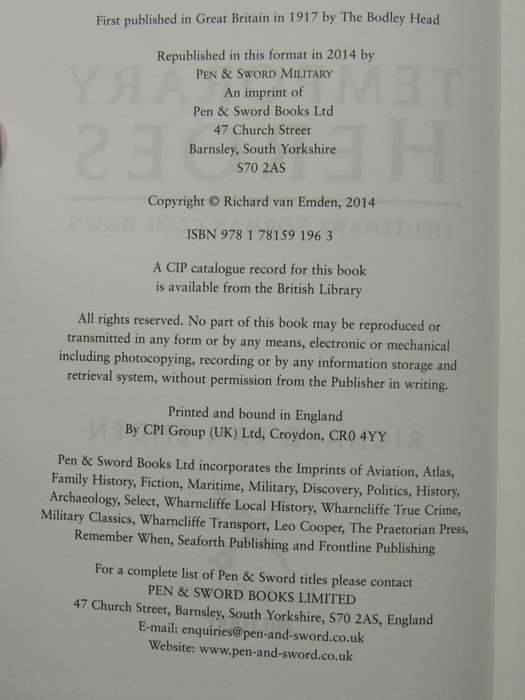 First published in Great Britain in 1917 by The Bodley Head
Republished in this format in 2014 by
PEN & SWORD MILITARY
An imprint of
Pen & Sword Books Ltd
47 Church Street
Barnsley, South Yorkshire
S70 2AS
Copyright © Richard van Emden, 2014
ISBN 978 1 78159 196 3
A CIP catalogue record for this book
is available from the British Library
All rights reserved. No part of this book may be reproduced or
transmitted in any form or by any means, electronic or mechanical
including photocopying, recording or by any information storage and
retrieval system, without permission from the Publisher in writing.
Printed and bound in England
By CPI Group (UK) Ltd, Croydon, CR0 4YY
Pen & Sword Books Ltd incorporates the Imprints of Aviation, Atlas,
Family History, Fiction, Maritime, Military, Discovery, Politics, History,
Archaeology, Select, Wharncliffe Local History, Wharncliffe True Crime,
Military Classics, Wharncliffe Transport, Leo Cooper, The Praetorian Press,
Remember When, Seaforth Publishing and Frontline Publishing
For a complete list of Pen & Sword titles please contact
PEN & SWORD BOOKS LIMITED
47 Church Street, Barnsley, South Yorkshire, S70 2AS, England
E-mail: enquiries@pen-and-sword.co.uk
Website: www.pen-and-sword.co.uk